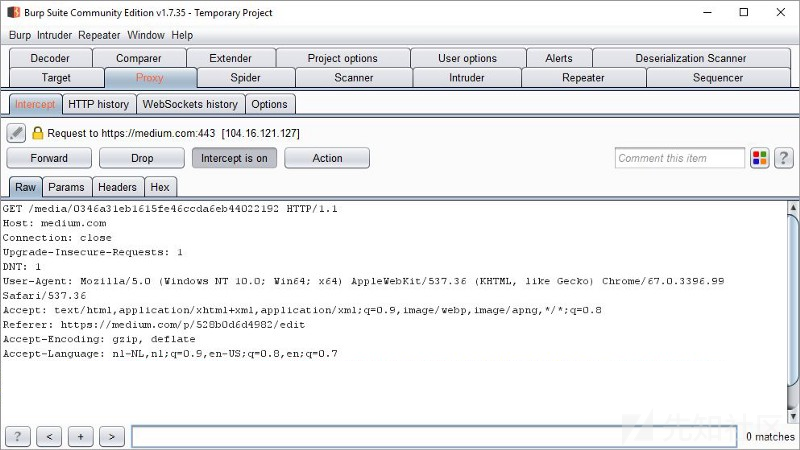 Burp Suite Community Edition v1.7.35 - Temporary Project
Burp Intruder Repeater Window Help
Decoder Comparer Extender Project options User options Alerts Deserialization Scanner
Target Proxy Spider Scanner Intruder Repeater Sequencer
Intercept HTTP history WebSockets history Options
Request to https://medium.com:443 [104.16.121.127]
Forward Drop Intercept is on Action Comment this item ?
Raw Params Headers Hex
GET /media/0346a31eb1615fe46ccda6eb44022192 HTTP/1.1
Host: medium.com
Connection: close
Upgrade-Insecure-Requests: 1
DNT: 1
User-Agent: Mozilla/5.0 (Windows NT 10.0; Win64; x64) AppleWebKit/537.36 (KHTML, like Gecko) Chrome/67.0.3396.99
Safari/537.36
Accept: text/html,application/xhtml+xml,application/xml;q=0.9,image/webp,image/apng,*/*;q=0.8
Referer: https://medium.com/p/528b0d6d4982/edit
Accept-Encoding: gzip, deflate
Accept-Language: nl-NL,nl;q=0.9,en-US;q=0.8,en;q=0.7
先知社区
? < + > 0 matches